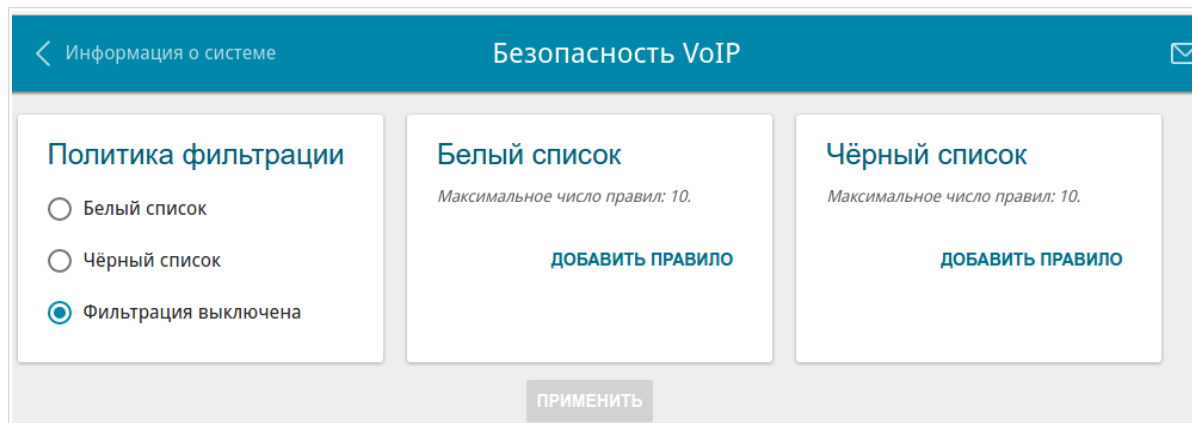 Информация о системе
Безопасность VoIP
Политика фильтрации
Белый список
Чёрный список
Фильтрация выключена
Белый список
Максимальное число правил: 10.
ДОБАВИТЬ ПРАВИЛО
Чёрный список
Максимальное число правил: 10.
ДОБАВИТЬ ПРАВИЛО
ПРИМЕНИТЬ